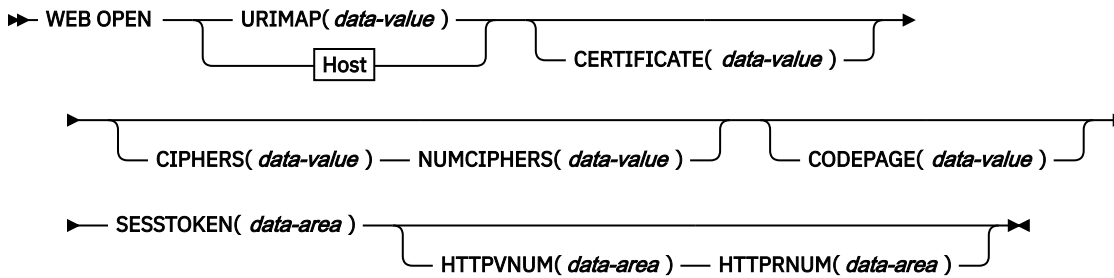 WEB OPEN URIMAP( data-value )
Host CERTIFICATE( data-value )
CIPHERS( data-value ) NUMCIPHERS( data-value ) CODEPAGE( data-value )
SESSTOKEN( data-area )
HTTPVNUM( data-area ) HTTPRNUM( data-area )